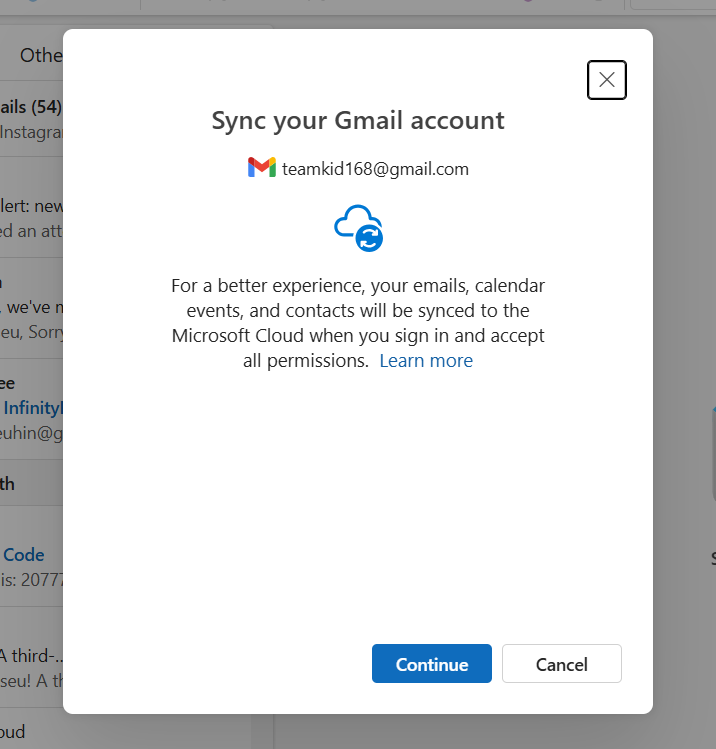 Othe
Sync your Gmail account
ails (54)
Instagra
teamkid168@gmail.com
lert: new
ed an att
For a better experience, your emails, calendar
events, and contacts will be synced to the
Microsoft Cloud when you sign in and accept
all permissions. Learn more
, we've m
eu, Sorry
ee
InfinityF
euhin@g
th
Code
is: 20777
A third-...
seu! A th
Continue
Cancel
oud